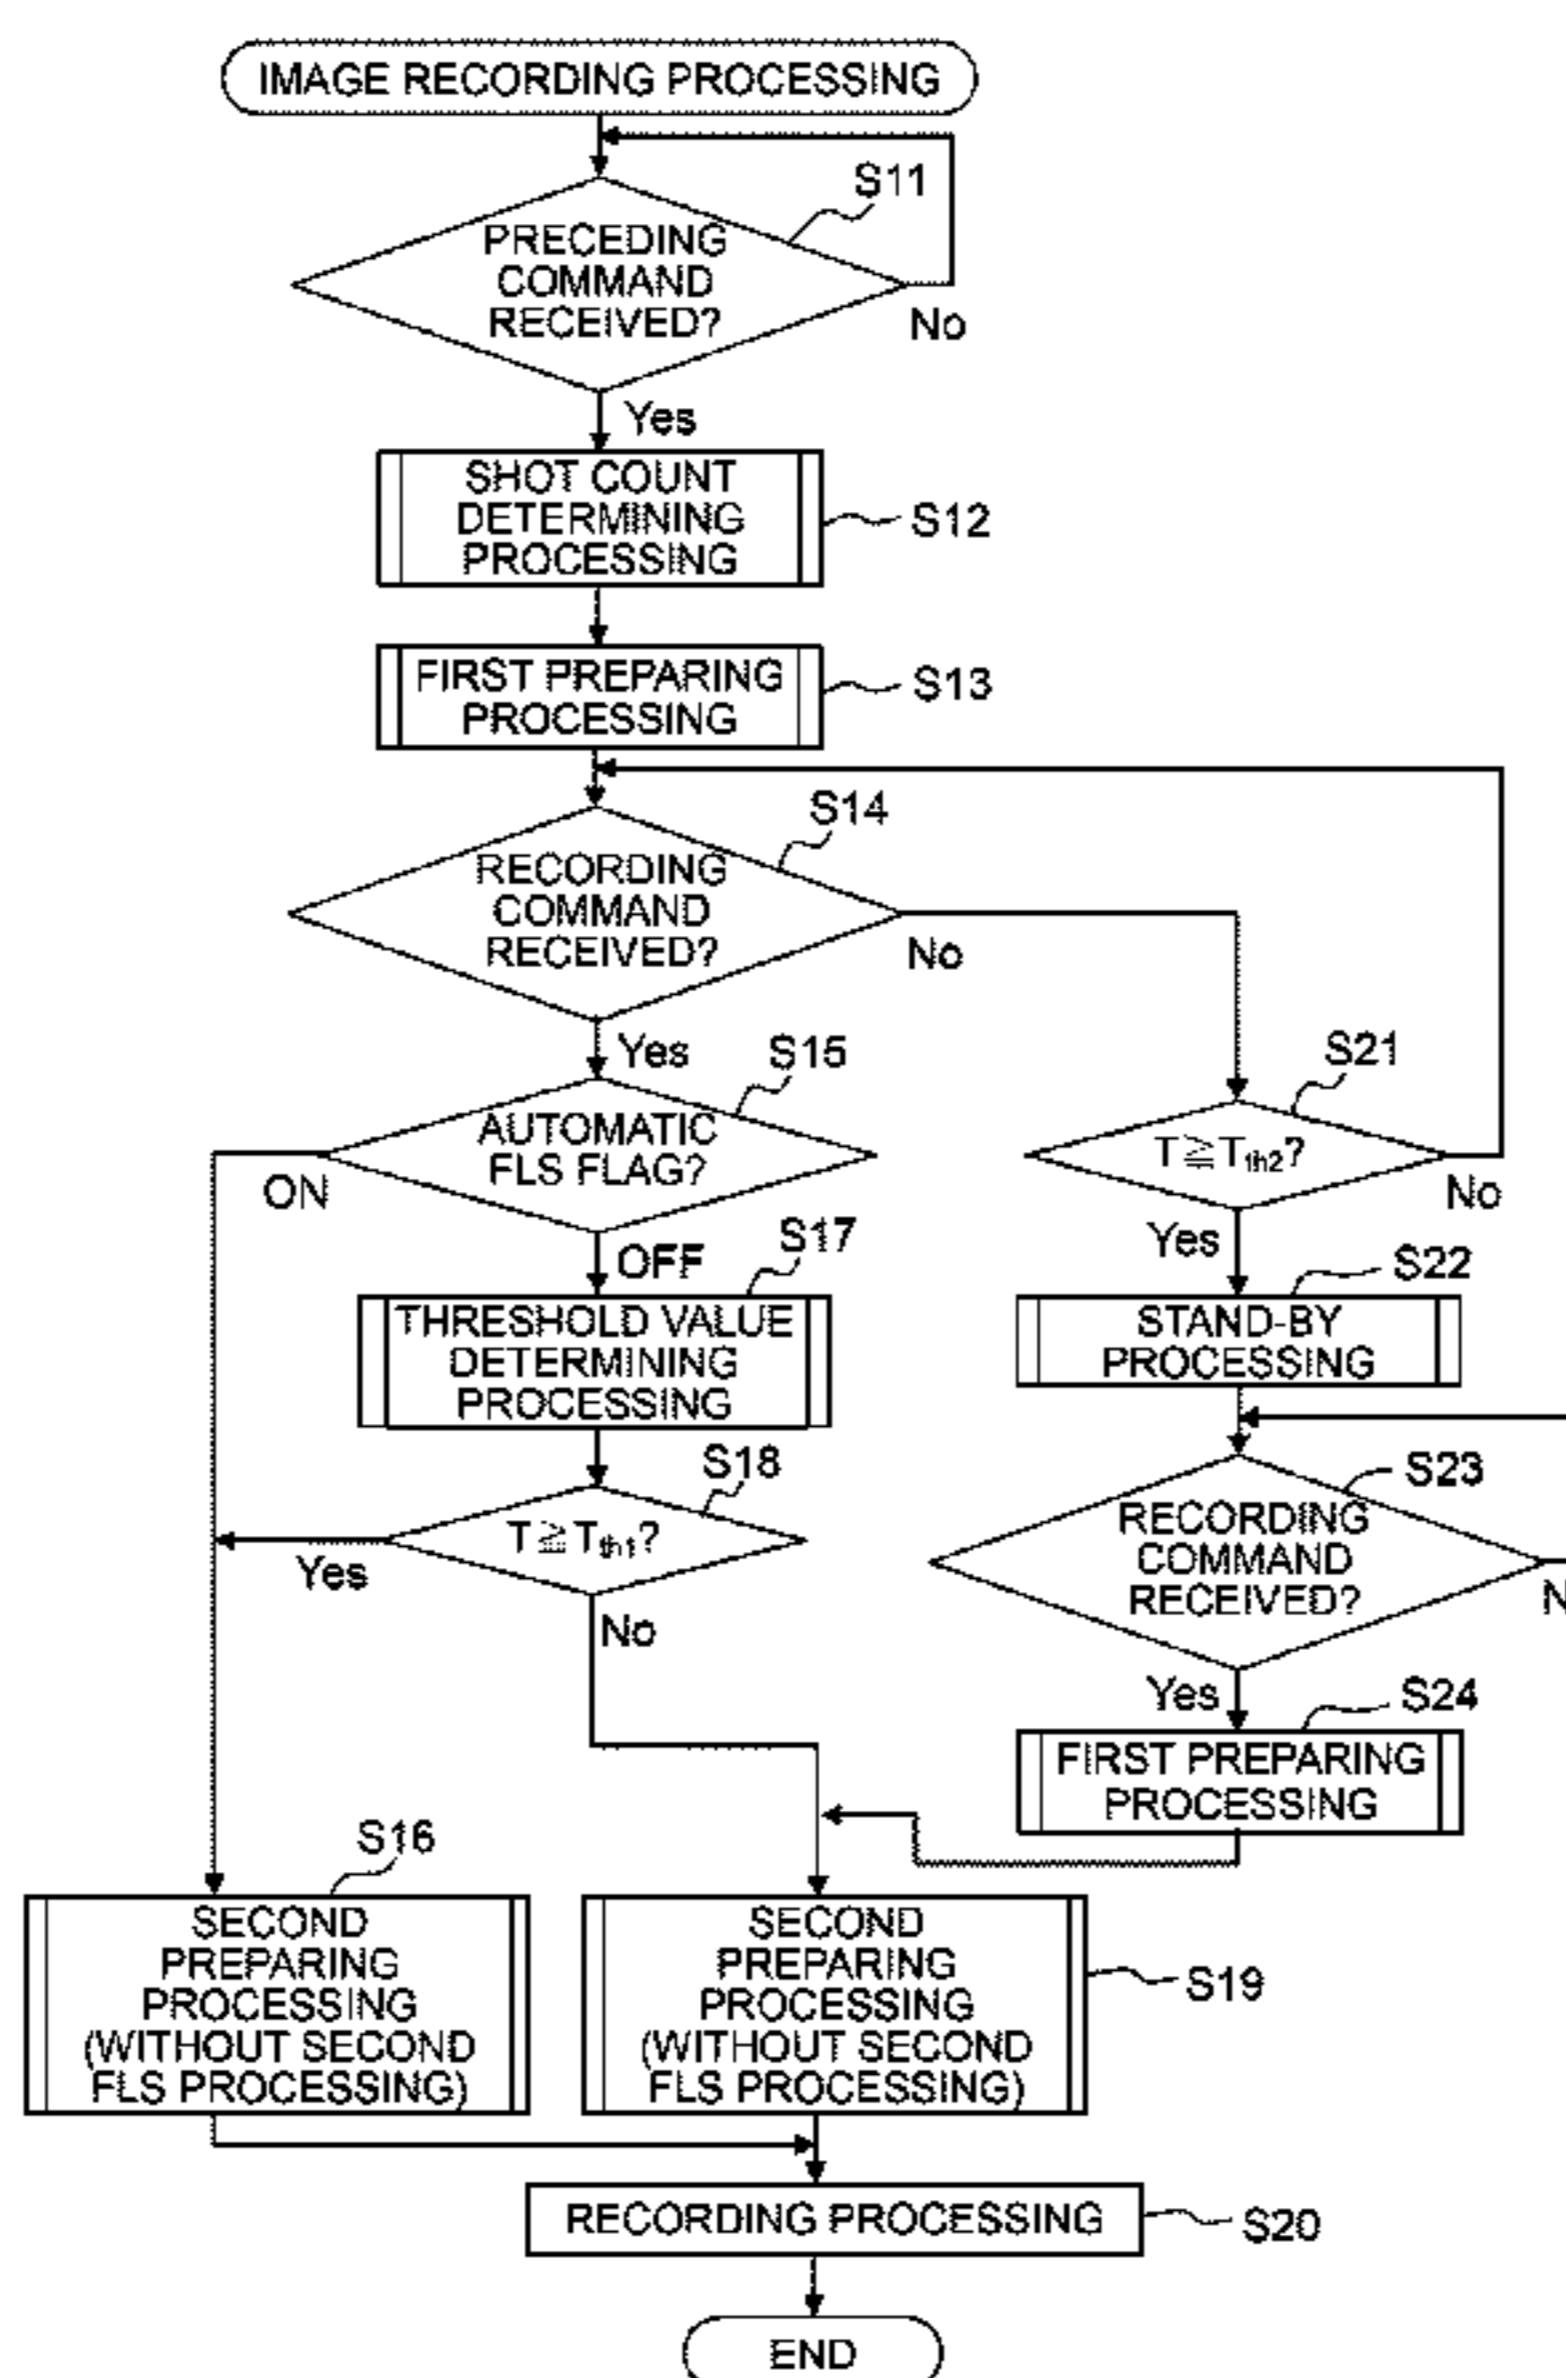 IMAGE RECORDING PROCESSING
S11
PRECEDING
COMMAND
RECEIVED?
No
Yes
SHOT COUNT
DETERMINING
PROCESSING
S12
FIRST PREPARING
PROCESSING
S13
S14
RECORDING
COMMAND
RECEIVED?
No
Yes
S15
AUTOMATIC
FLS FLAG?
ON
OFF
S21
T≧Tth2?
No
Yes
S17
THRESHOLD VALUE
DETERMINING
PROCESSING
S22
STAND-BY
PROCESSING
S18
T≧Tth1?
Yes
No
S23
RECORDING
COMMAND
RECEIVED?
N
Yes
S24
FIRST PREPARING
PROCESSING
S16
SECOND
PREPARING
PROCESSING
(WITHOUT SECOND
FLS PROCESSING)
SECOND
PREPARING
PROCESSING
(WITHOUT SECOND
FLS PROCESSING)
S19
RECORDING PROCESSING
S20
END